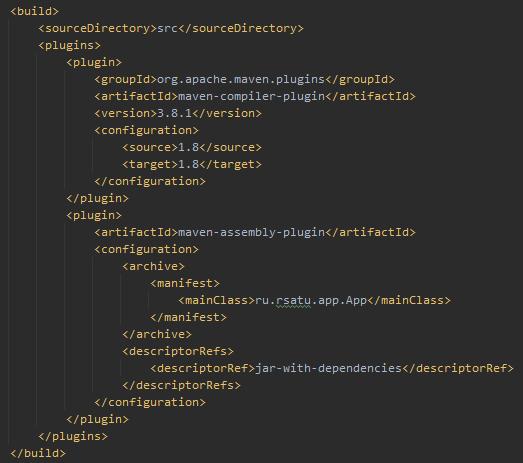 <build>
    <sourceDirectory>src</sourceDirectory>
    <plugins>
        <plugin>
            <groupId>org.apache.maven.plugins</groupId>
            <artifactId>maven-compiler-plugin</artifactId>
            <version>3.8.1</version>
            <configuration>
                <source>1.8</source>
                <target>1.8</target>
            </configuration>
        </plugin>
        <plugin>
            <artifactId>maven-assembly-plugin</artifactId>
            <configuration>
                <archive>
                    <manifest>
                        <mainClass>ru.rsatu.app.App</mainClass>
                    </manifest>
                </archive>
                <descriptorRefs>
                    <descriptorRef>jar-with-dependencies</descriptorRef>
                </descriptorRefs>
            </configuration>
        </plugin>
    </plugins>
</build>